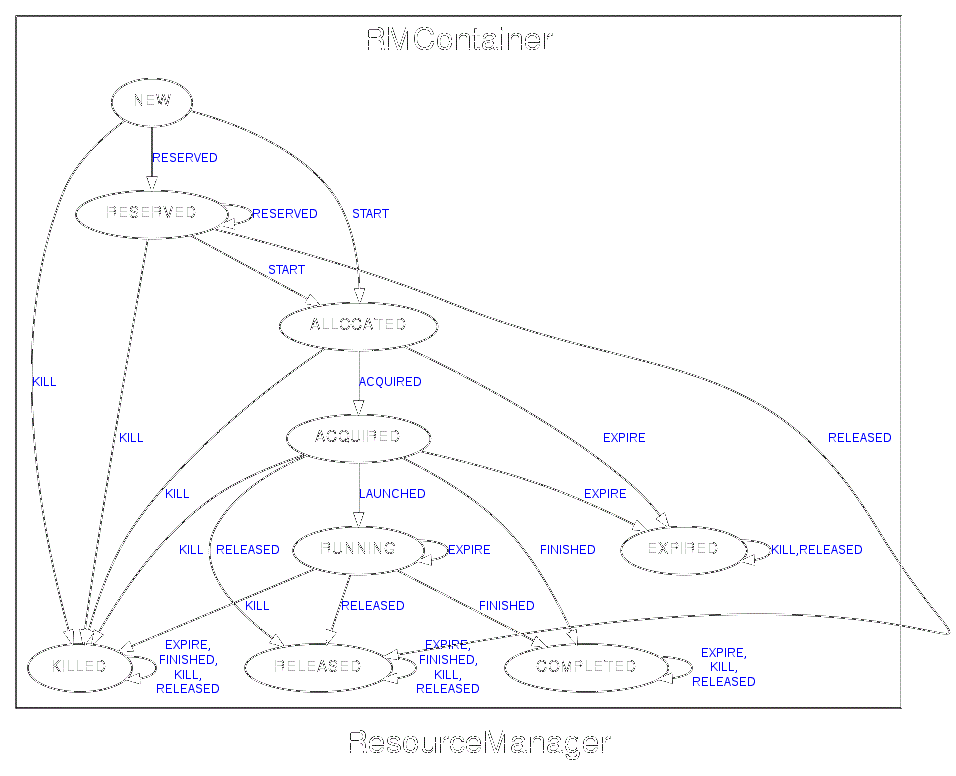 RMContainer
NEW
RESERVED
RESERVED
RESERVED
START
START
ALLOCATED
KILL
ACQUIRED
KILL
ACQUIRED
EXPIRE
RELEASED
KILL
LAUNCHED
EXPIRE
KILL
RELEASED
RUNNING
EXPIRE
FINISHED
EXPIRED
KILL,RELEASED
KILL
RELEASED
FINISHED
KILLED
EXPIRE,
FINISHED,
KILL,
RELEASED
RELEASED
EXPIRE,
FINISHED,
KILL,
RELEASED
COMPLETED
EXPIRE,
KILL,
RELEASED
ResourceManager